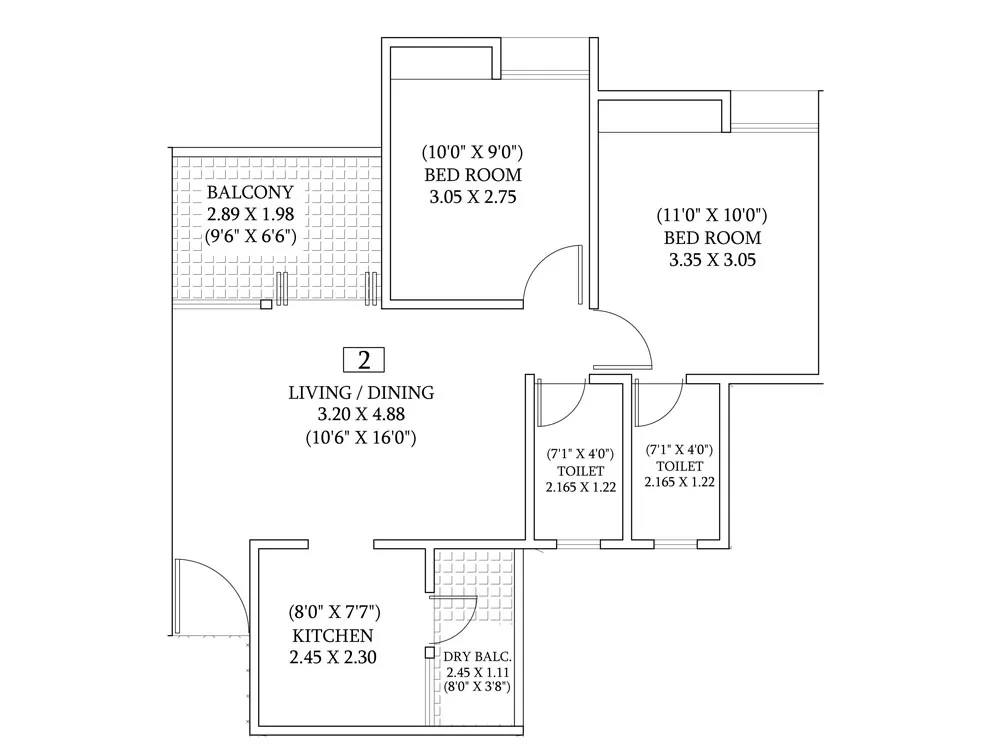 (10'0" X 9'0")
BED ROOM
3.05 X 2.75
BALCONY
2.89 X 1.98
(9'6" X 6'6")
(11'0" X 10'0")
BED ROOM
3.35 X 3.05
2
LIVING / DINING
3.20 X 4.88
(10'6" X 16'0")
(7'1" X 4'0")
TOILET
2.165 X 1.22
(7'1" X 4'0")
TOILET
2.165 X 1.22
(8'0" X 7'7")
KITCHEN
2.45 X 2.30
DRY BALC.
2.45 X 1.11
(8'0" X 3'8")